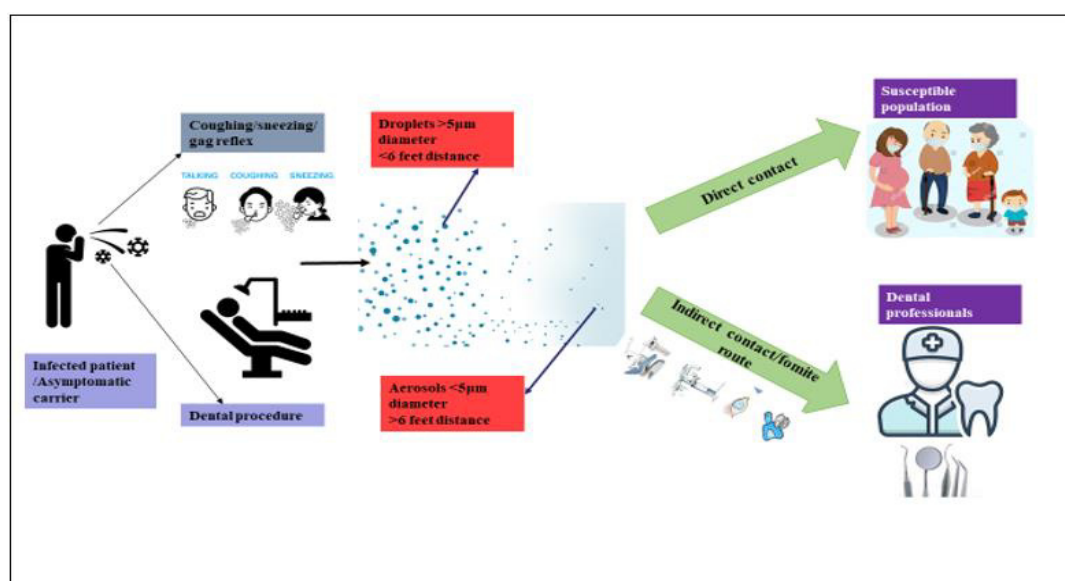 Coughing/sneezing/
gag reflex
TALKING COUGHING SNEEZING
Infected patient
/Asymptomatic
carrier
Dental procedure
Droplets >5µm
diameter
<6 feet distance
Aerosols <5µm
diameter
>6 feet distance
Direct contact
Indirect contact/fomite
route
Susceptible
population
Dental
professionals